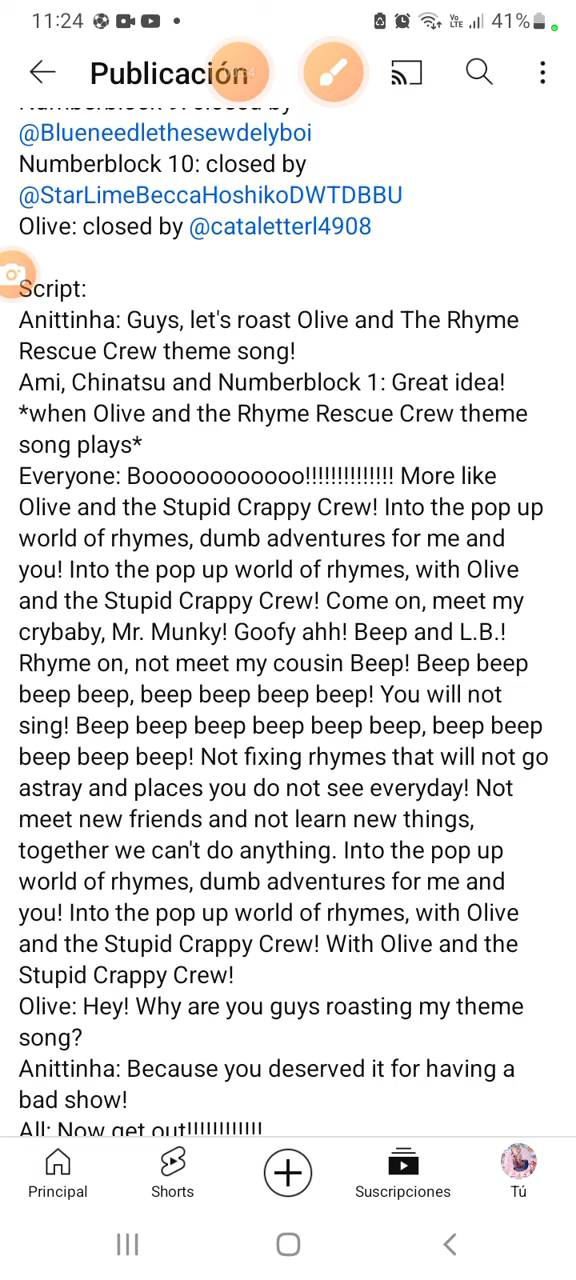 11:24
41%
Publicación
@Blueneedlethesewdelyboi
Numberblock 10: closed by
@StarLimeBeccaHoshikoDWTDBBU
Olive: closed by @cataletterl4908
Script:
Anittinha: Guys, let's roast Olive and The Rhyme
Rescue Crew theme song!
Ami, Chinatsu and Numberblock 1: Great idea!
*when Olive and the Rhyme Rescue Crew theme
song plays*
Everyone: Boooooooooooo!!!!!!!!!!!!!! More like
Olive and the Stupid Crappy Crew! Into the pop up
world of rhymes, dumb adventures for me and
you! Into the pop up world of rhymes, with Olive
and the Stupid Crappy Crew! Come on, meet my
crybaby, Mr. Munky! Goofy ahh! Beep and L.B.!
Rhyme on, not meet my cousin Beep! Beep beep
beep beep, beep beep beep beep! You will not
sing! Beep beep beep beep beep beep, beep beep
beep beep beep! Not fixing rhymes that will not go
astray and places you do not see everyday! Not
meet new friends and not learn new things,
together we can't do anything. Into the pop up
world of rhymes, dumb adventures for me and
you! Into the pop up world of rhymes, with Olive
and the Stupid Crappy Crew! With Olive and the
Stupid Crappy Crew!
Olive: Hey! Why are you guys roasting my theme
song?
Anittinha: Because you deserved it for having a
bad show!
All: Now get out!!!!!!!!!!!!
Principal
Shorts
Suscripciones
Tú